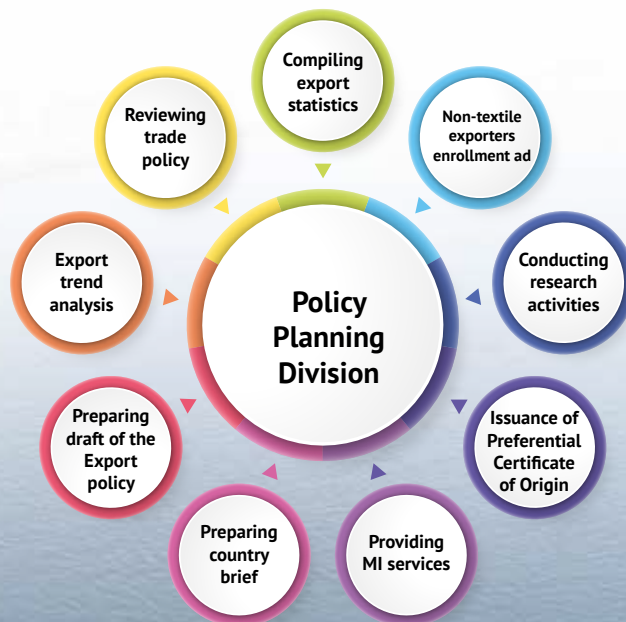 Compiling
export
statistics
Non-textile
exporters
enrollment ad
Conducting
research
activities
Issuance of
Preferential
Certificate
of Origin
Providing
MI services
Preparing
country
brief
Preparing
draft of the
Export
policy
Export
trend
analysis
Reviewing
trade
policy
Policy
Planning
Division